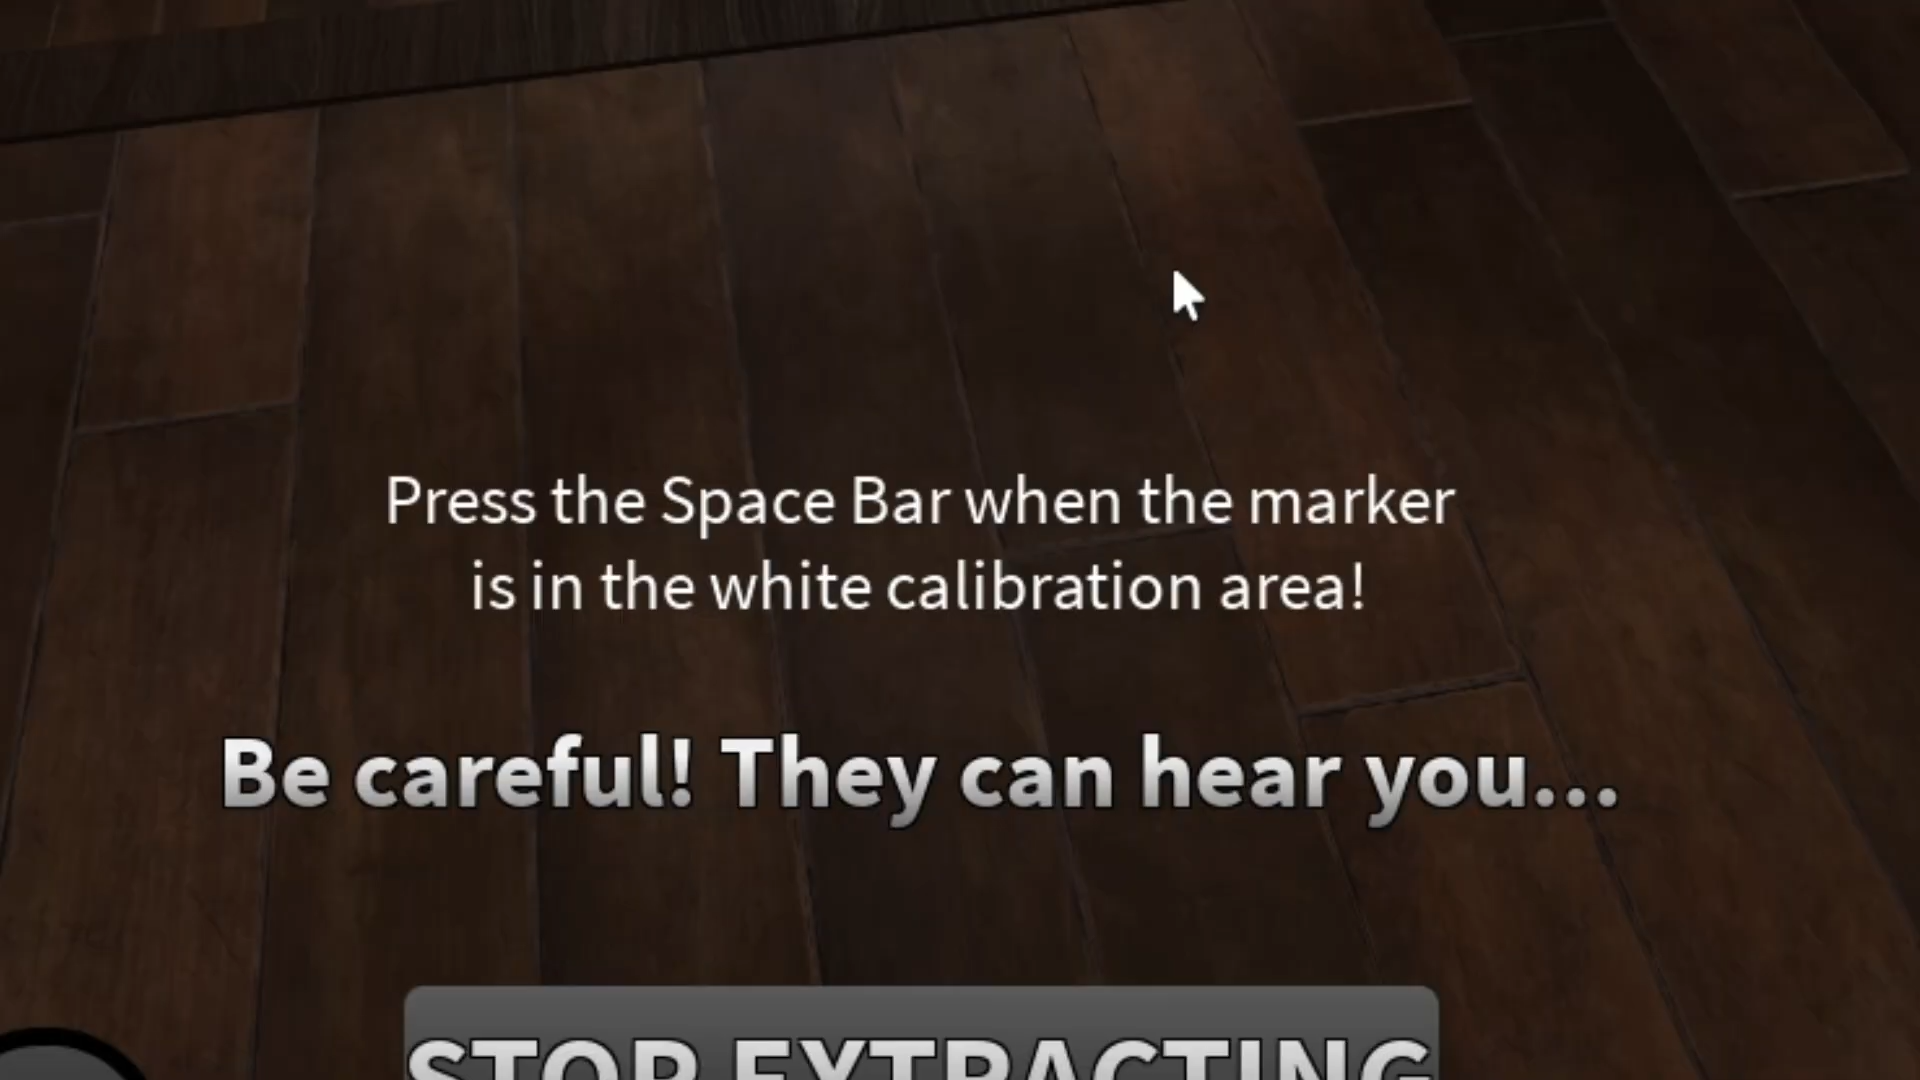 Press the Space Bar when the marker
is in the white calibration area!
Be careful! They can hear you...
STOP EXTRACTING